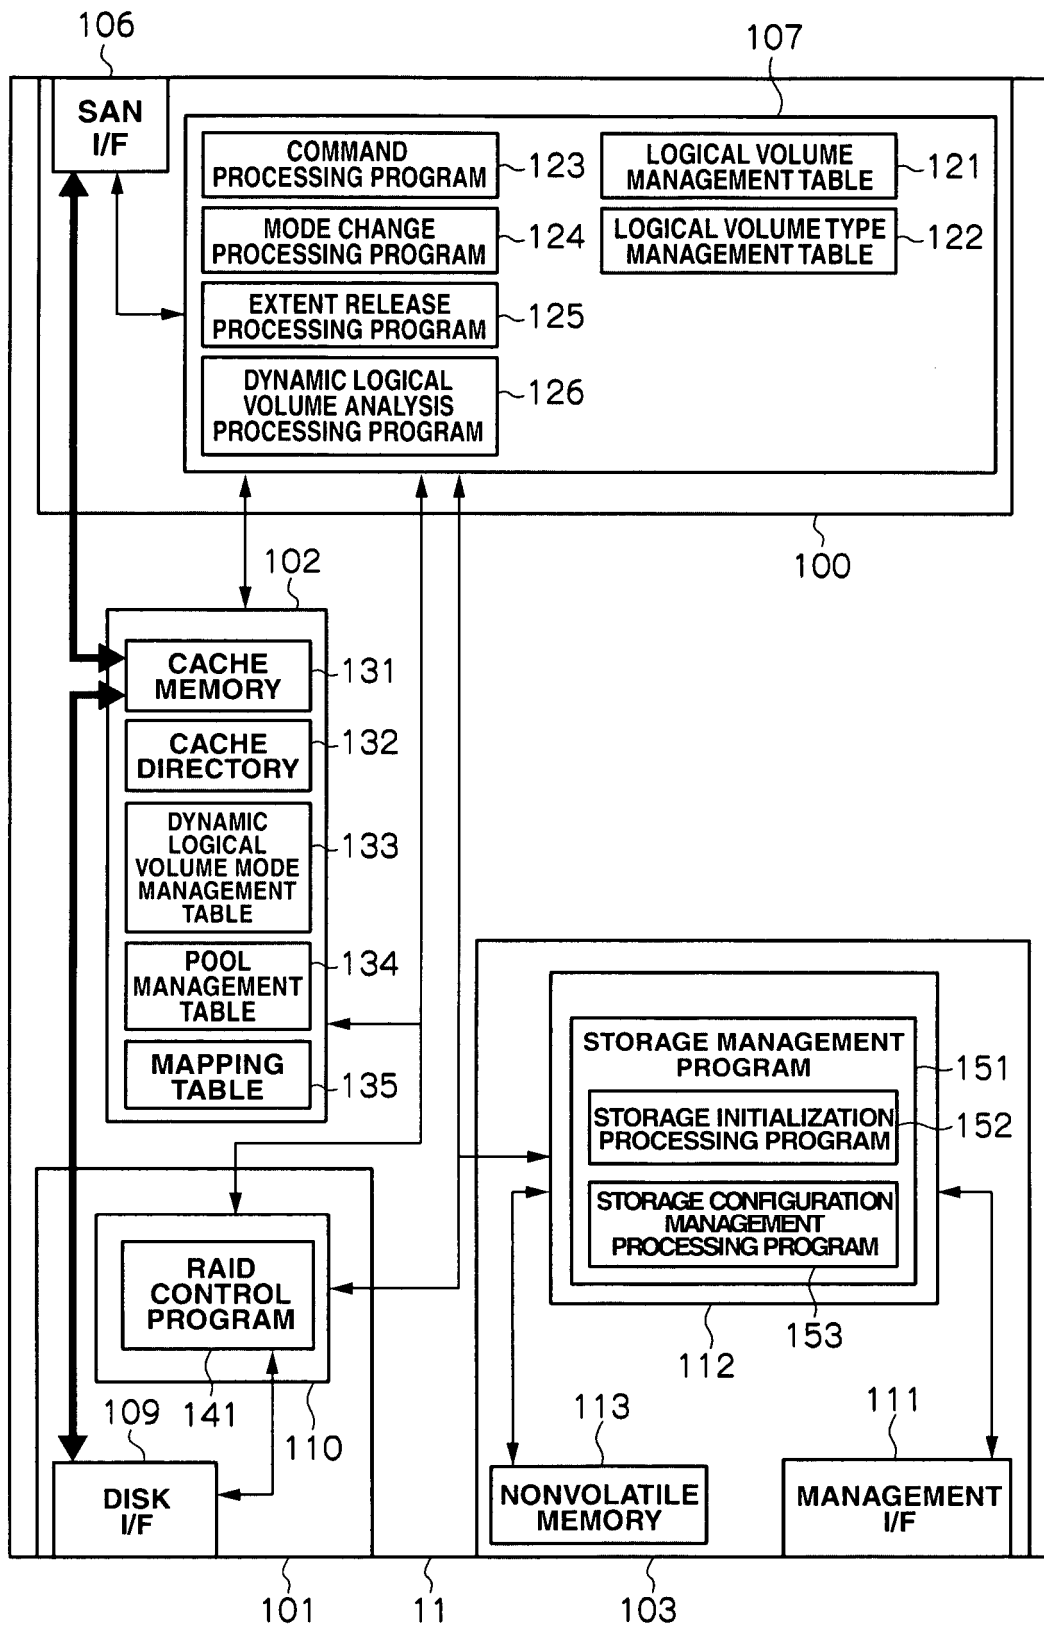 106
107
SAN
I/F
COMMAND
PROCESSING PROGRAM
123
LOGICAL VOLUME
MANAGEMENT TABLE
121
MODE CHANGE
PROCESSING PROGRAM
124
LOGICAL VOLUME TYPE
MANAGEMENT TABLE
122
EXTENT RELEASE
PROCESSING PROGRAM
125
DYNAMIC LOGICAL
VOLUME ANALYSIS
PROCESSING PROGRAM
126
100
102
CACHE
MEMORY
131
CACHE
DIRECTORY
132
DYNAMIC
LOGICAL
VOLUME MODE
MANAGEMENT
TABLE
133
POOL
MANAGEMENT
TABLE
134
MAPPING
TABLE
135
STORAGE MANAGEMENT
PROGRAM
151
STORAGE INITIALIZATION
PROCESSING PROGRAM
152
STORAGE CONFIGURATION
MANAGEMENT
PROCESSING PROGRAM
153
112
RAID
CONTROL
PROGRAM
141
110
109
DISK
I/F
113
NONVOLATILE
MEMORY
111
MANAGEMENT
I/F
101
11
103